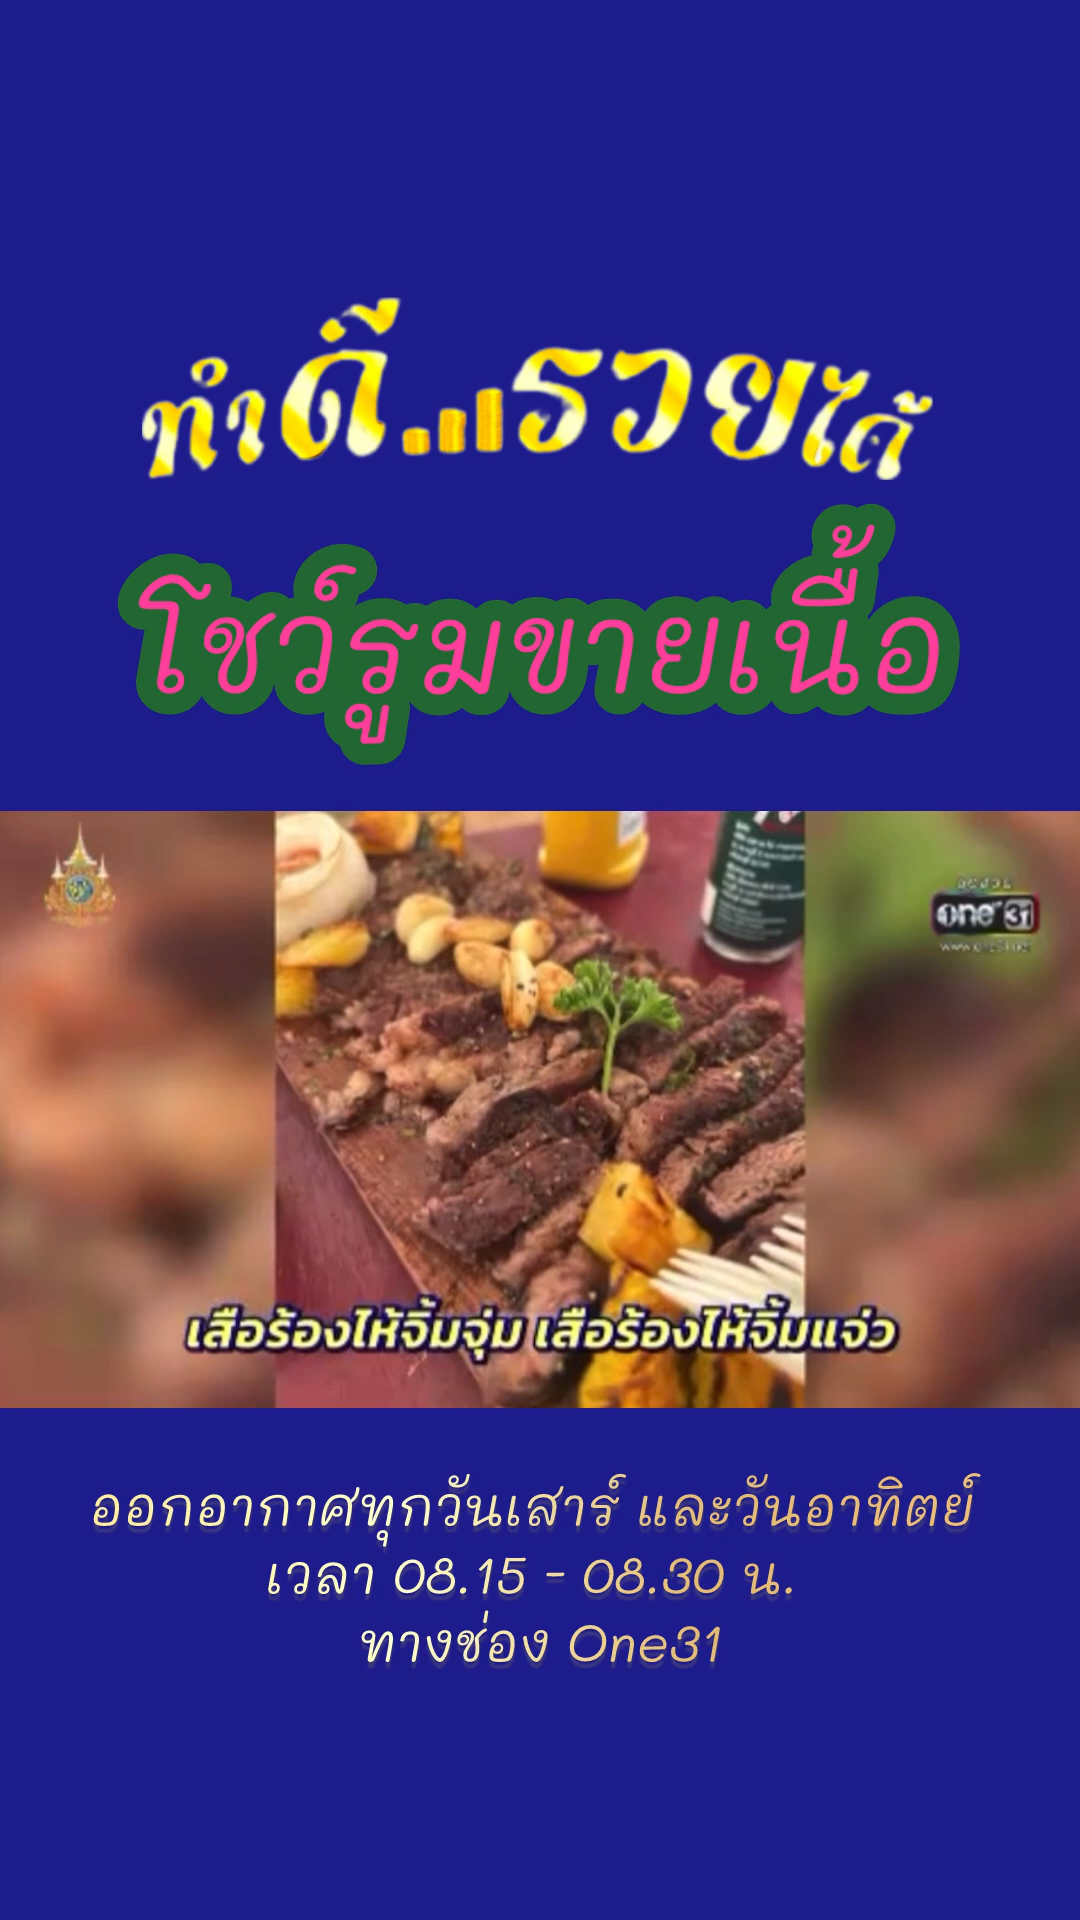 ทำดี๊...รวยได้
โชว์รูมขายเนื้อ
one 31
www.one31.net
เสือร้องไห้จิ้มจุ่ม เสือร้องไห้จิ้มแจ่ว
ออกอากาศทุกวันเสาร์ และวันอาทิตย์
เวลา 08.15 - 08.30 น.
ทางช่อง One31